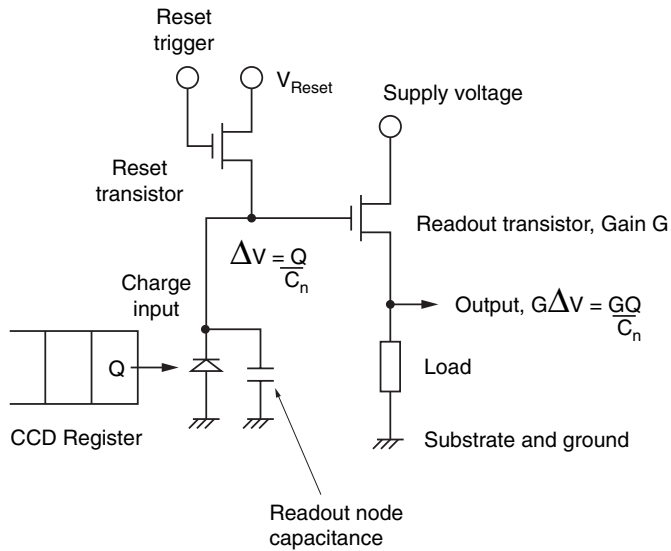 Reset
trigger
V_Reset
Supply voltage
Reset
transistor
Readout transistor, Gain G
ΔV = Q
C_n
Charge
input
Output, GΔV = GQ
C_n
Q
Load
CCD Register
Substrate and ground
Readout node
capacitance